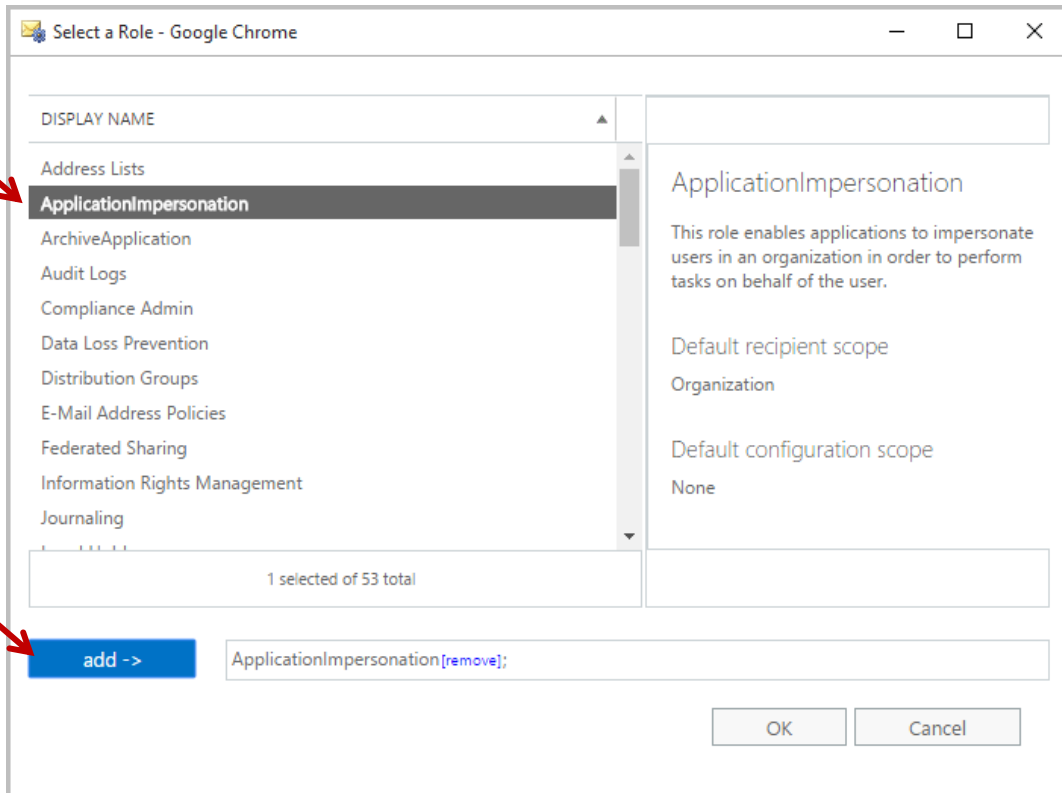 Select a Role - Google Chrome
DISPLAY NAME
Address Lists
ApplicationImpersonation
ArchiveApplication
Audit Logs
Compliance Admin
Data Loss Prevention
Distribution Groups
E-Mail Address Policies
Federated Sharing
Information Rights Management
Journaling
1 selected of 53 total
ApplicationImpersonation
This role enables applications to impersonate
users in an organization in order to perform
tasks on behalf of the user.
Default recipient scope
Organization
Default configuration scope
None
add ->
ApplicationImpersonation[remove];
OK
Cancel